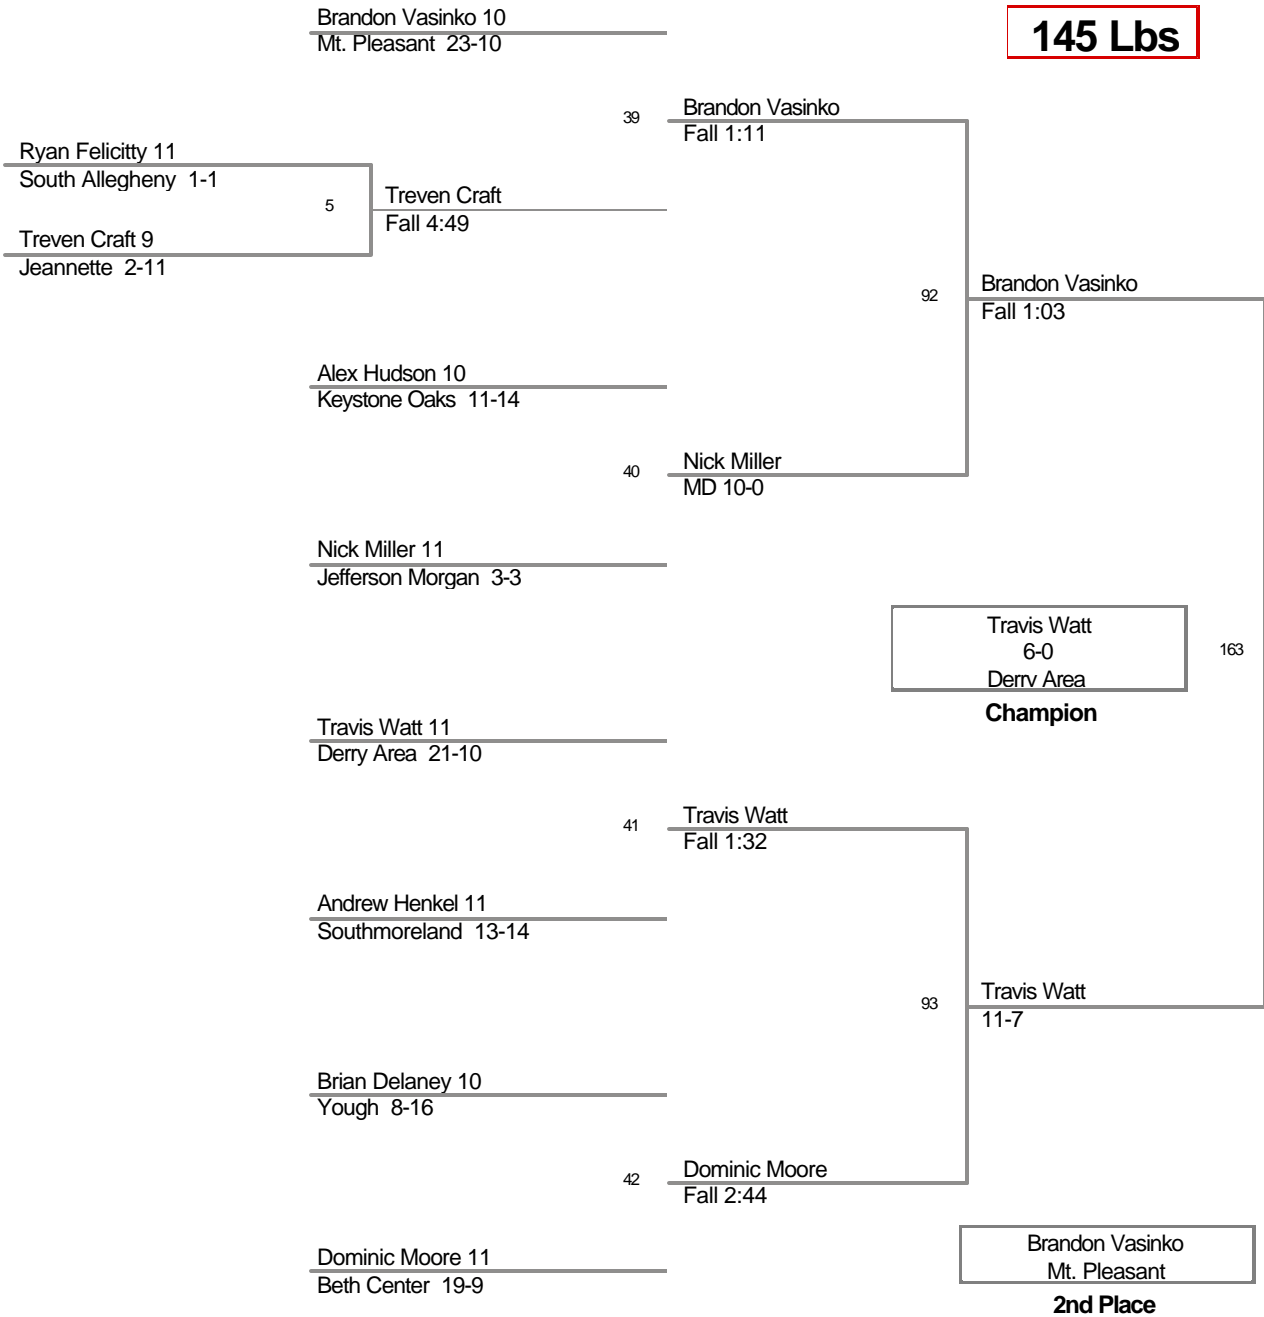 Brandon Vasinko 10
Mt. Pleasant 23-10
145 Lbs
39
Brandon Vasinko
Fall 1:11
Ryan Felicitty 11
South Allegheny 1-1
5
Treven Craft
Fall 4:49
Treven Craft 9
Jeannette 2-11
92
Brandon Vasinko
Fall 1:03
Alex Hudson 10
Keystone Oaks 11-14
40
Nick Miller
MD 10-0
Nick Miller 11
Jefferson Morgan 3-3
Travis Watt
6-0
Derry Area
Champion
163
Travis Watt 11
Derry Area 21-10
41
Travis Watt
Fall 1:32
Andrew Henkel 11
Southmoreland 13-14
93
Travis Watt
11-7
Brian Delaney 10
Yough 8-16
42
Dominic Moore
Fall 2:44
Dominic Moore 11
Beth Center 19-9
Brandon Vasinko
Mt. Pleasant
2nd Place